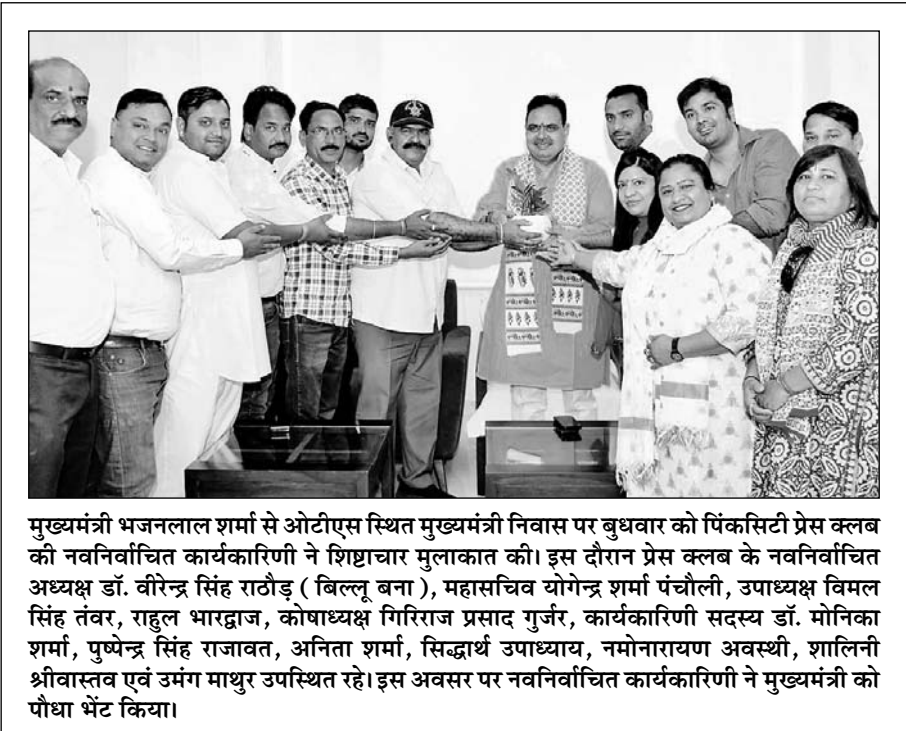 मुख्यमंत्री भजनलाल शर्मा से ओटीएस स्थित मुख्यमंत्री निवास पर बुधवार को पिंकसिटी प्रेस क्लब
की नवनिर्वाचित कार्यकारिणी ने शिष्टाचार मुलाकात की। इस दौरान प्रेस क्लब के नवनिर्वाचित
अध्यक्ष डॉ. वीरेन्द्र सिंह राठौड़ ( बिल्लू बना ), महासचिव योगेन्द्र शर्मा पंचौली, उपाध्यक्ष विमल
सिंह तंवर, राहुल भारद्वाज, कोषाध्यक्ष गिरिराज प्रसाद गुर्जर, कार्यकारिणी सदस्य डॉ. मोनिका
शर्मा, पुष्पेन्द्र सिंह राजावत, अनिता शर्मा, सिद्धार्थ उपाध्याय, नमोनारायण अवस्थी, शालिनी
श्रीवास्तव एवं उमंग माथुर उपस्थित रहे। इस अवसर पर नवनिर्वाचित कार्यकारिणी ने मुख्यमंत्री को
पौधा भेंट किया।